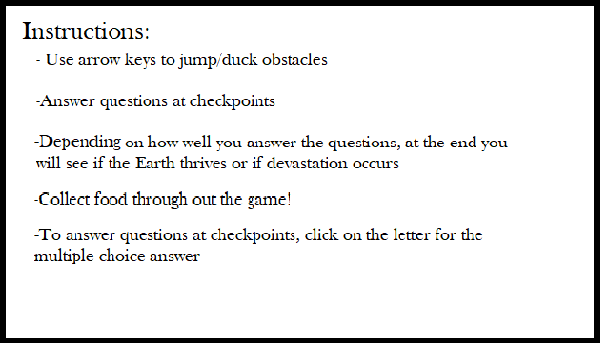 Instructions:
- Use arrow keys to jump/duck obstacles
-Answer questions at checkpoints
-Depending on how well you answer the questions, at the end you
will see if the Earth thrives or if devastation occurs
-Collect food through out the game!
-To answer questions at checkpoints, click on the letter for the
multiple choice answer